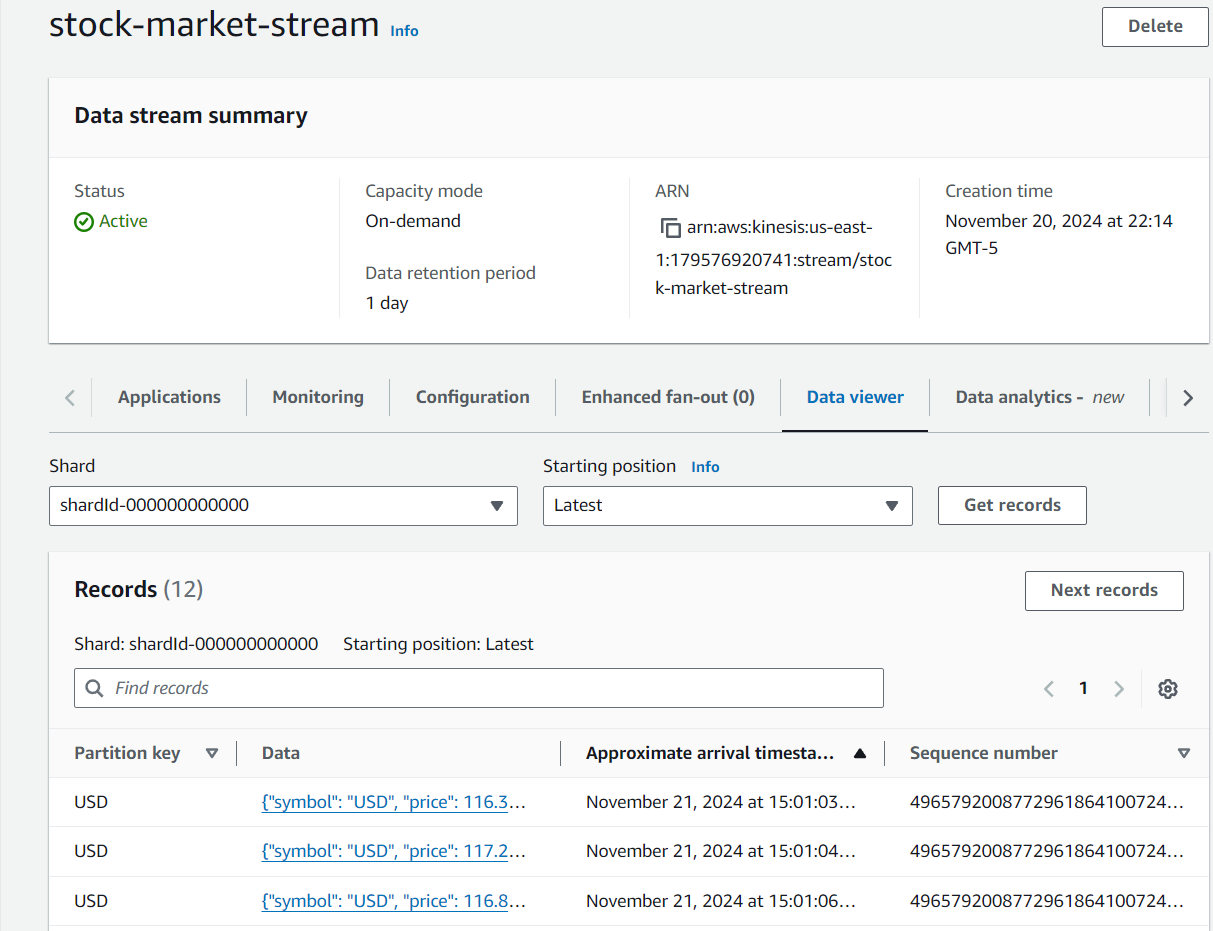 stock-market-stream Info
Delete
Data stream summary
Status
Active
Capacity mode
On-demand
Data retention period
1 day
ARN
arn:aws:kinesis:us-east-
1:179576920741:stream/stoc
k-market-stream
Creation time
November 20, 2024 at 22:14
GMT-5
Applications
Monitoring
Configuration
Enhanced fan-out (0)
Data viewer
Data analytics - new
Shard
shardId-000000000000
Starting position Info
Latest
Get records
Records (12)
Next records
Shard: shardId-000000000000 Starting position: Latest
Find records
1
Partition key Data Approximate arrival timesta... Sequence number
USD {"symbol": "USD", "price": 116.3... November 21, 2024 at 15:01:03... 4965792008772961864100724...
USD {"symbol": "USD", "price": 117.2... November 21, 2024 at 15:01:04... 4965792008772961864100724...
USD {"symbol": "USD", "price": 116.8... November 21, 2024 at 15:01:06... 4965792008772961864100724...